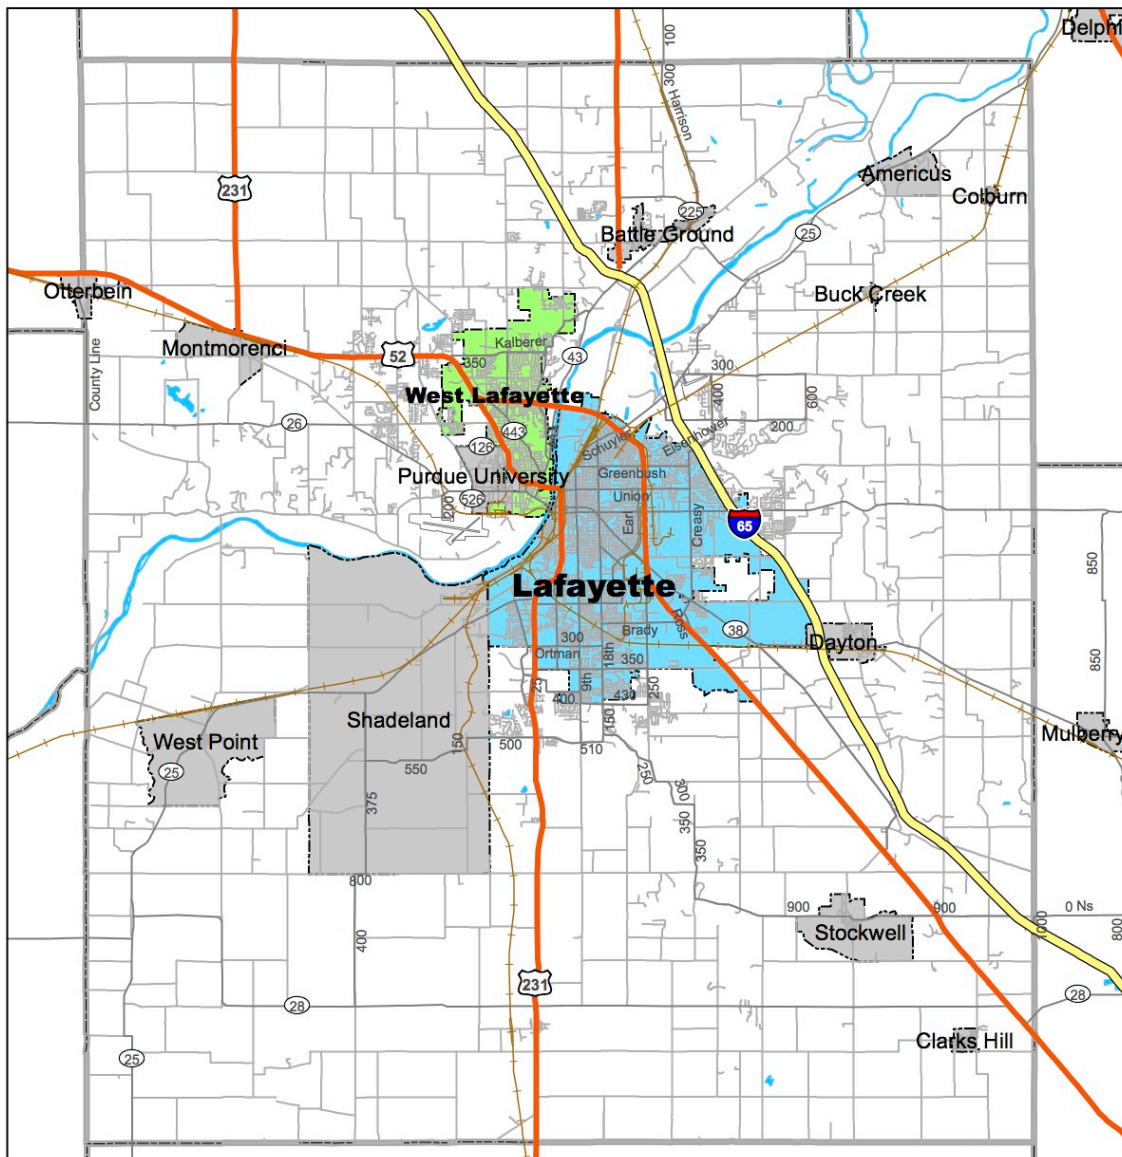 Delphi
100
300
Harrison
Americus
231
Colburn
225
Battle Ground
25
Otterbein
Buck Creek
Montmorenci
Kalberer
43
52
350
300
County Line
West Lafayette
400
600
26
443
200
Schuyler
Eisenhower
126
Purdue University
Greenbush
526
Union
200
Earl
Creasy
65
850
Lafayette
Ross
38
Brady
300
Dayton
18th
Ortman
350
850
25
9th
250
430
400
Shadeland
150
West Point
150
Mulberry
500
510
25
550
250
300
375
350
350
800
900
900
0 Ns
1000
800
400
Stockwell
231
28
28
Clarks Hill
25